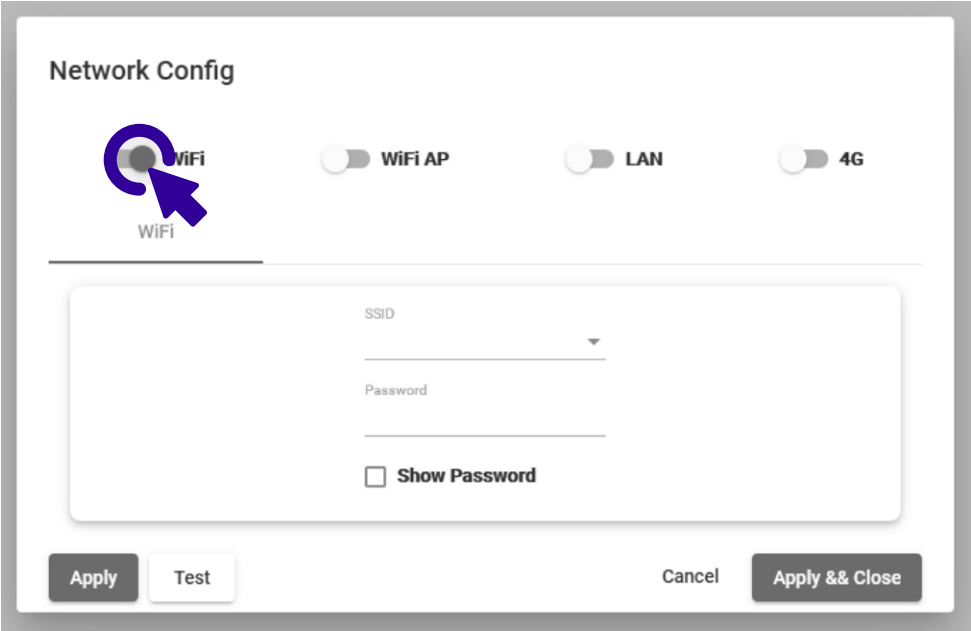 Network Config
WiFi WiFi AP LAN 4G
WiFi
SSID
Password
Show Password
Apply Test Cancel Apply && Close